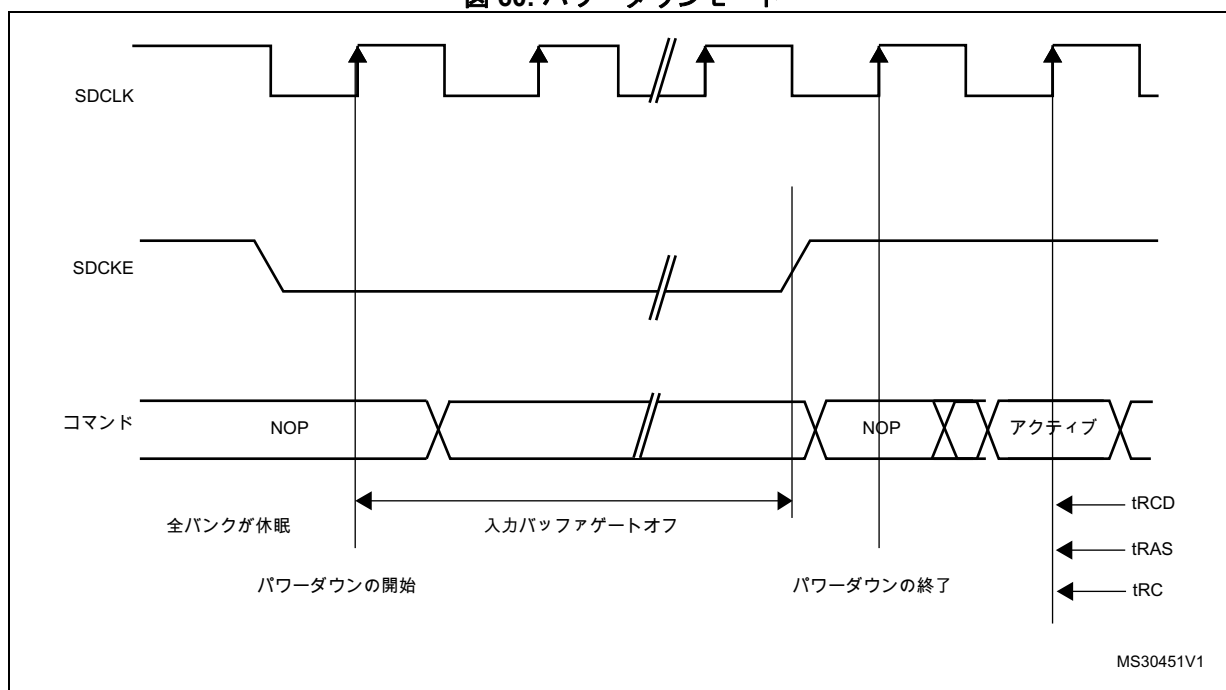 SDCLK
SDCKE
コマンド
NOP
NOP
アクティブ
全バンクが休眠
入力バッファゲートオフ
tRCD
tRAS
パワーダウンの開始
パワーダウンの終了
tRC
MS30451V1